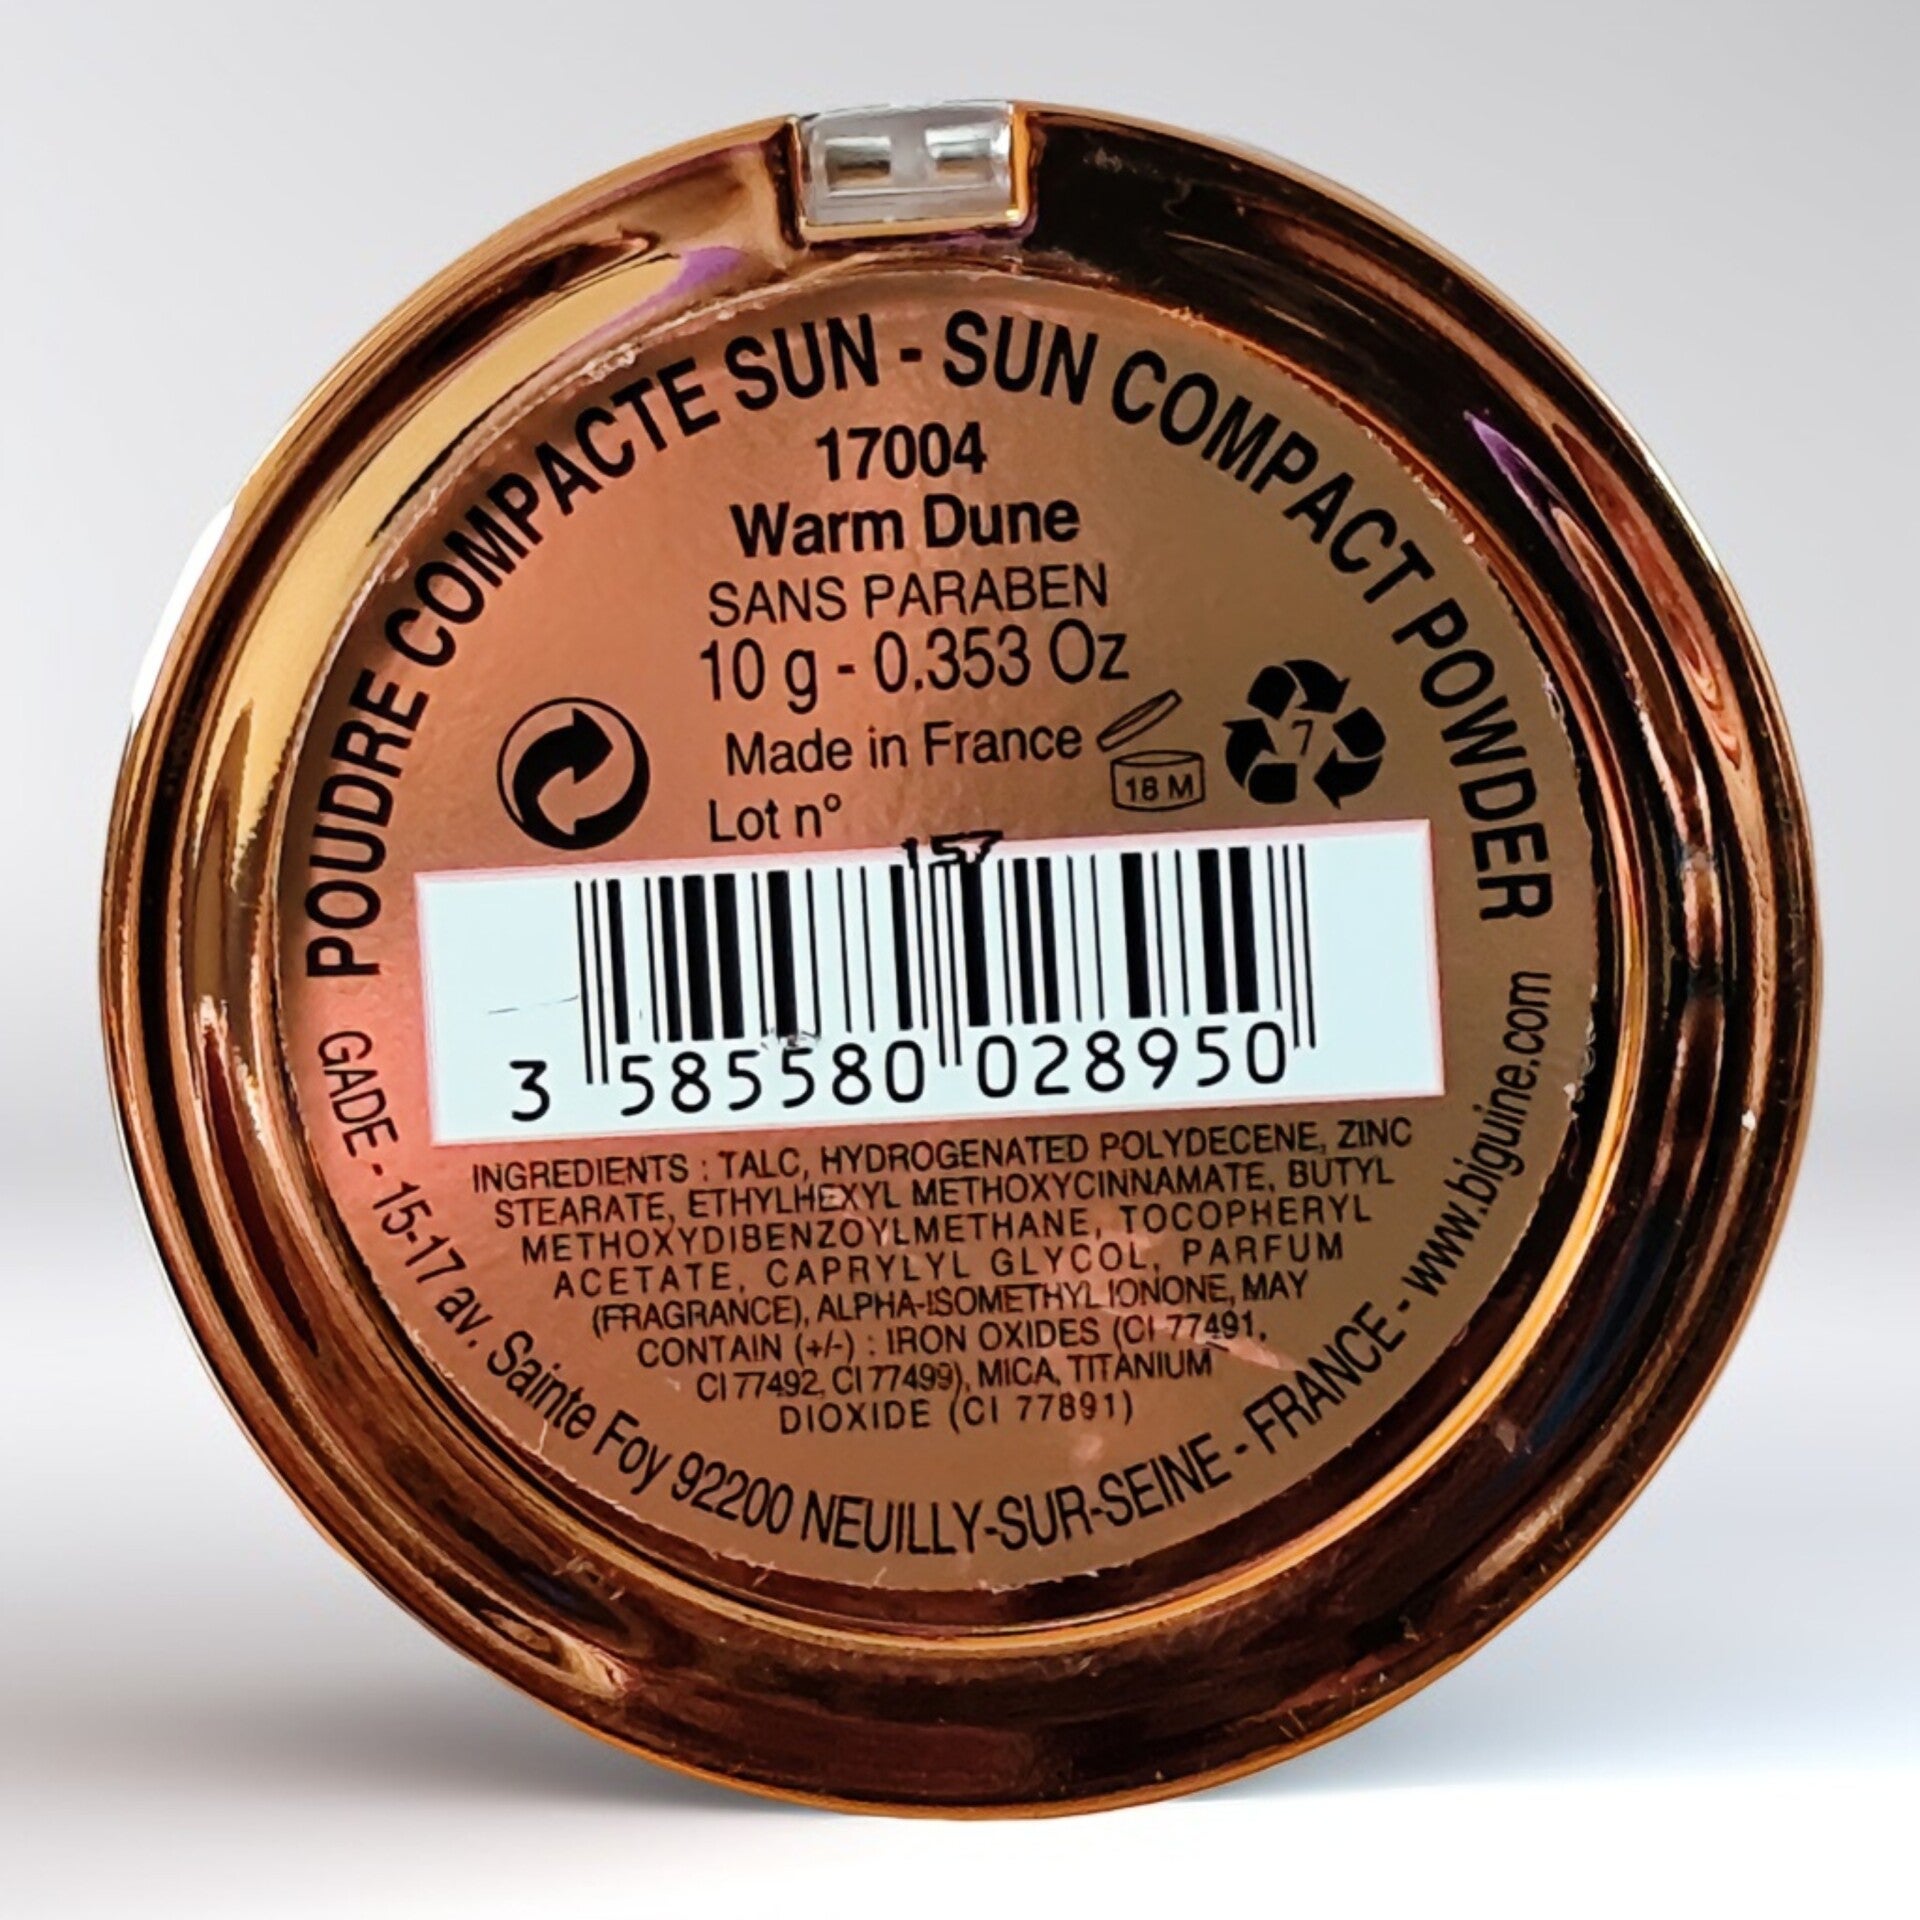 POUDRE COMPACTE SUN - SUN COMPACT POWDER
17004
Warm Dune
SANS PARABEN
10 g - 0.353 Oz
Made in France
18 M
7
Lot n°
157
3 585580 028950
INGREDIENTS : TALC, HYDROGENATED POLYDECENE, ZINC
STEARATE, ETHYLHEXYL METHOXYCINNAMATE, BUTYL
METHOXYDIBENZOYLMETHANE, TOCOPHERYL
ACETATE, CAPRYLYL GLYCOL, PARFUM
(FRAGRANCE), ALPHA-ISOMETHYL IONONE, MAY
CONTAIN (+/-) : IRON OXIDES (CI 77491,
CI 77492, CI 77499), MICA, TITANIUM
DIOXIDE (CI 77891)
GADE - 15-17 av. Sainte Foy 92200 NEUILLY-SUR-SEINE - FRANCE - www.biguine.com